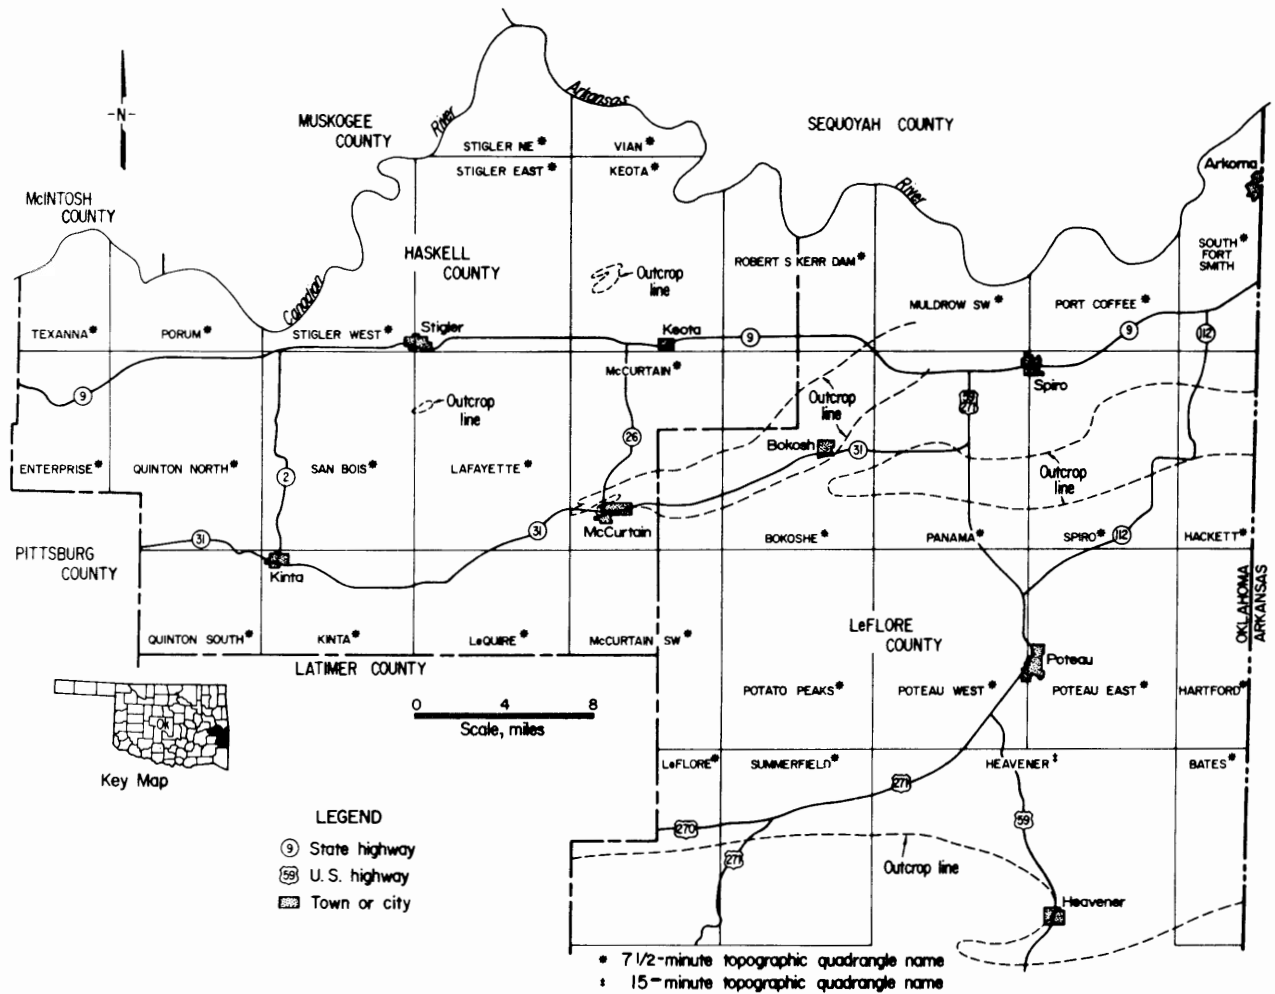 Arkansas
-N-
MUSKOGEE
COUNTY
River
SEQUOYAH COUNTY
STIGLER NE *
VIAN *
STIGLER EAST *
KEOTA *
Arkoma
McINTOSH
COUNTY
River
HASKELL
COUNTY
ROBERT S KERR DAM *
SOUTH *
FORT
SMITH
Outcrop
line
Canadian
MULDROW SW *
PORT COFFEE *
TEXANNA *
PORUM *
STIGLER WEST *
Stigler
Keota
9
9
112
McCURTAIN *
9
Outcrop
line
Outcrop
line
59
271
Spiro
26
Bokosh
31
ENTERPRISE *
QUINTON NORTH *
SAN BOIS *
LAFAYETTE *
2
Outcrop
line
31
31
McCurtain
BOKOSHE *
PANAMA *
SPIRO *
112
HACKETT *
PITTSBURG
COUNTY
Kinta
OKLAHOMA
ARKANSAS
QUINTON SOUTH *
KINTA *
LeQUIRE *
McCURTAIN SW *
LeFLORE
COUNTY
LATIMER COUNTY
Poteau
POTATO PEAKS *
POTEAU WEST *
POTEAU EAST *
HARTFORD *
0 4 8
Scale, miles
Ok
Key Map
LeFLORE *
SUMMERFIELD *
HEAVENER ‡
BATES *
271
270
59
271
Outcrop line
LEGEND
9 State highway
59 U.S. highway
Town or city
Heavener
* 7 1/2-minute topographic quadrangle name
‡ 15-minute topographic quadrangle name